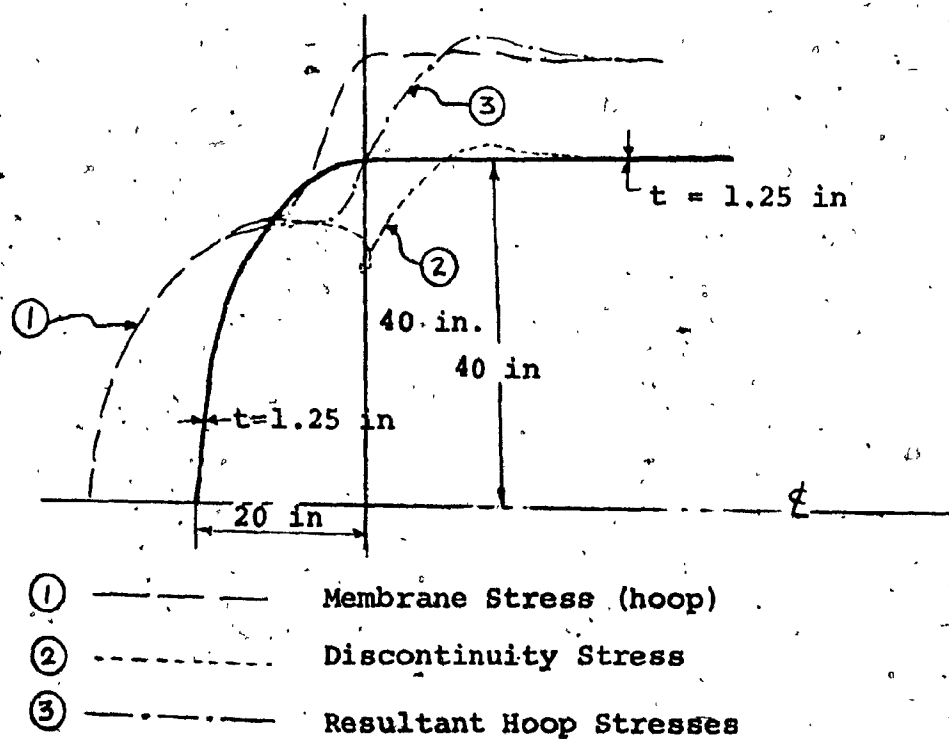 3
t = 1.25 in
2
1
40 in.
40 in
t=1.25 in
20 in
℄
1 Membrane Stress (hoop)
2 Discontinuity Stress
3 Resultant Hoop Stresses